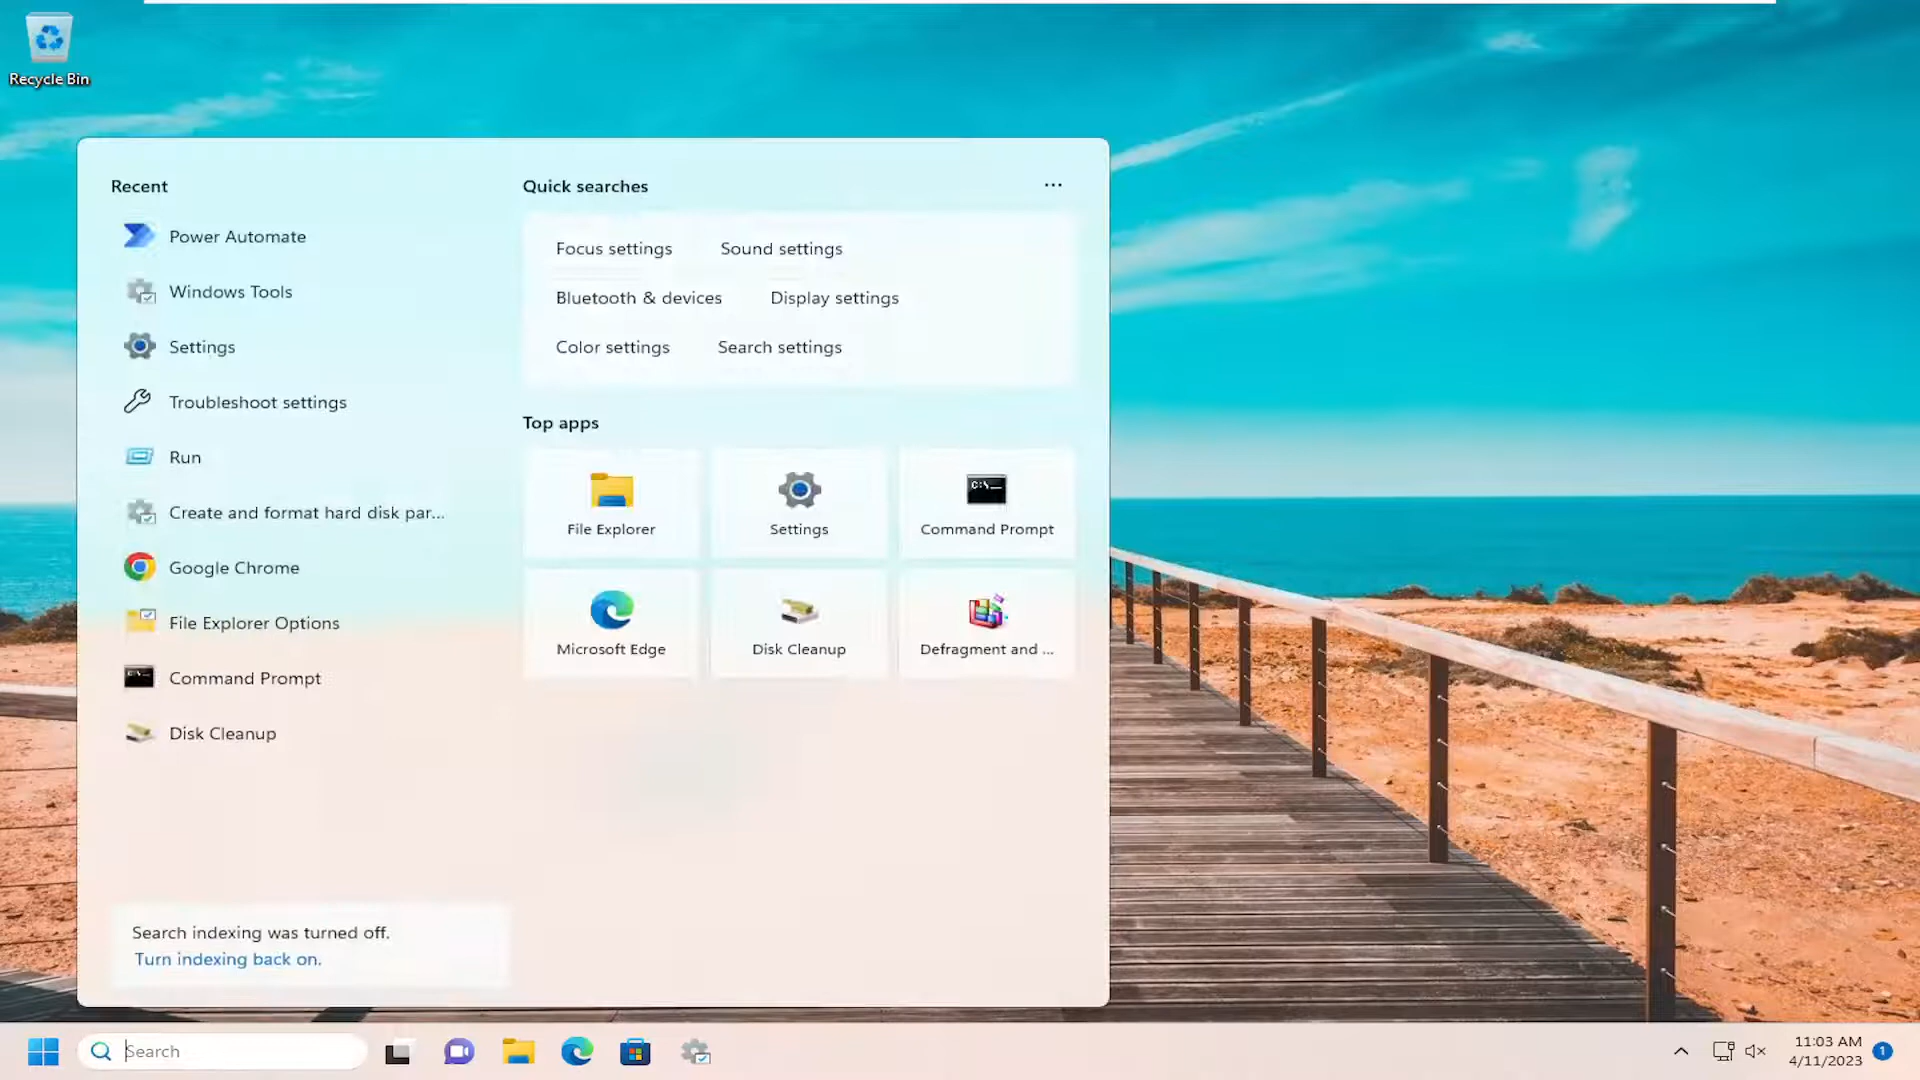 Recycle Bin
Recent
Power Automate
Windows Tools
Settings
Troubleshoot settings
Run
Create and format hard disk par...
Google Chrome
File Explorer Options
Command Prompt
Disk Cleanup
Search indexing was turned off.
Turn indexing back on.
Quick searches
...
Focus settings
Sound settings
Bluetooth & devices
Display settings
Color settings
Search settings
Top apps
C:\_
File Explorer
Settings
Command Prompt
Microsoft Edge
Disk Cleanup
Defragment and ...
Search
11:03 AM
4/11/2023
1